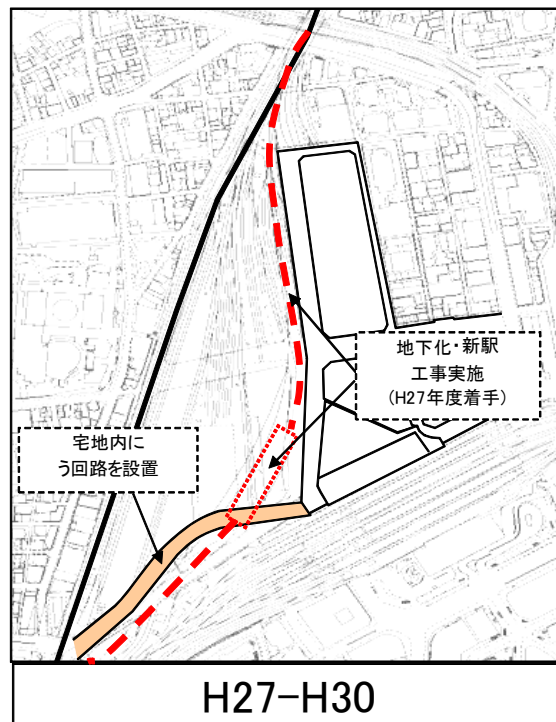 地下化・新駅
工事実施
(H27年度着手)
宅地内に
う回路を設置
H27-H30